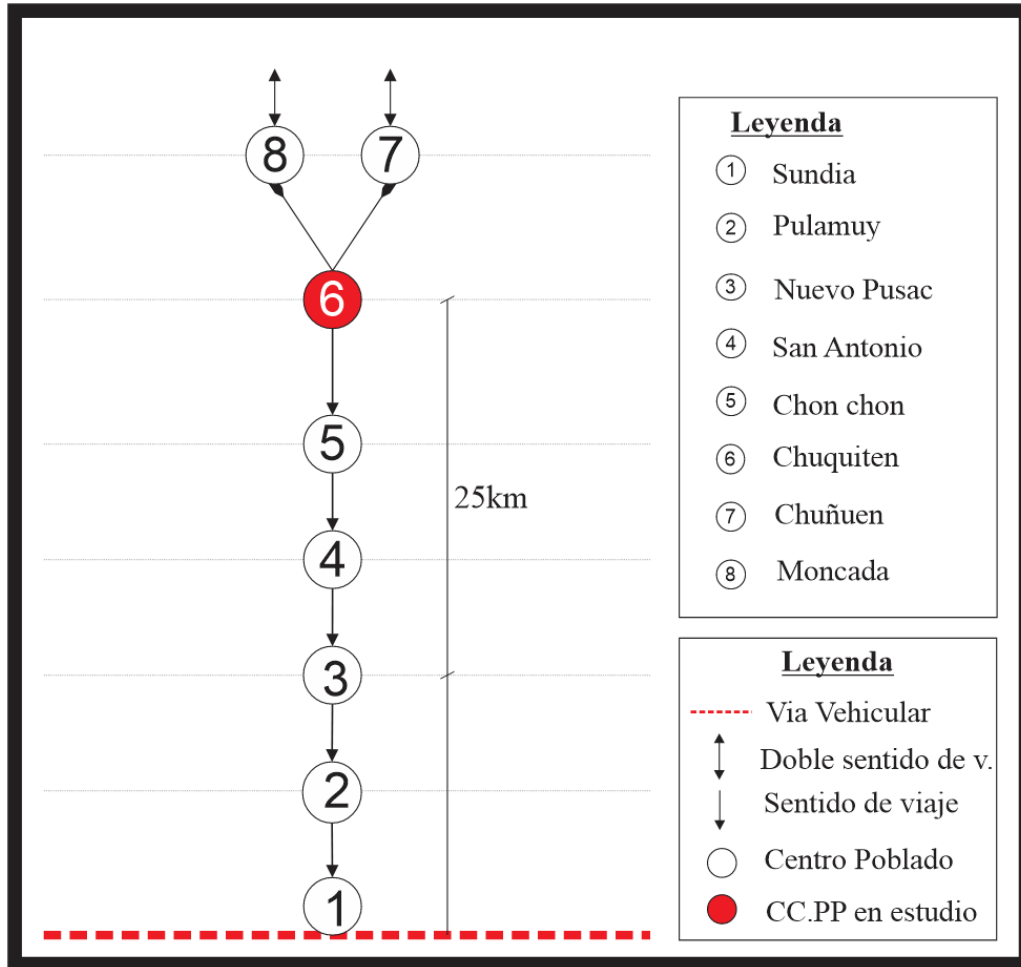 8
7
6
5
4
3
2
1
25km
Leyenda
1 Sundia
2 Pulamuy
3 Nuevo Pusac
4 San Antonio
5 Chon chon
6 Chuquiten
7 Chuñuen
8 Moncada
Leyenda
Via Vehicular
Doble sentido de v.
Sentido de viaje
Centro Poblado
CC.PP en estudio